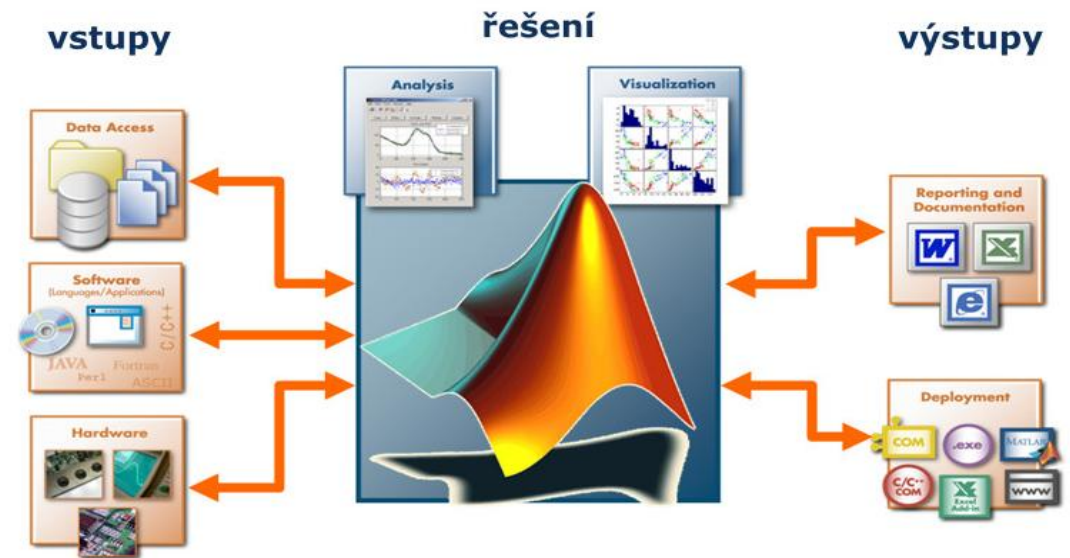 vstupy
řešení
výstupy
Analysis
Visualization
Data Access
Software
(Languages/Applications)
C/C++
JAVA
Fortran
Perl
ASCII
Hardware
Reporting and
Documentation
W
X
e
Deployment
COM
.exe
MATLAB
C/C++
COM
X
Excel
Add-in
www